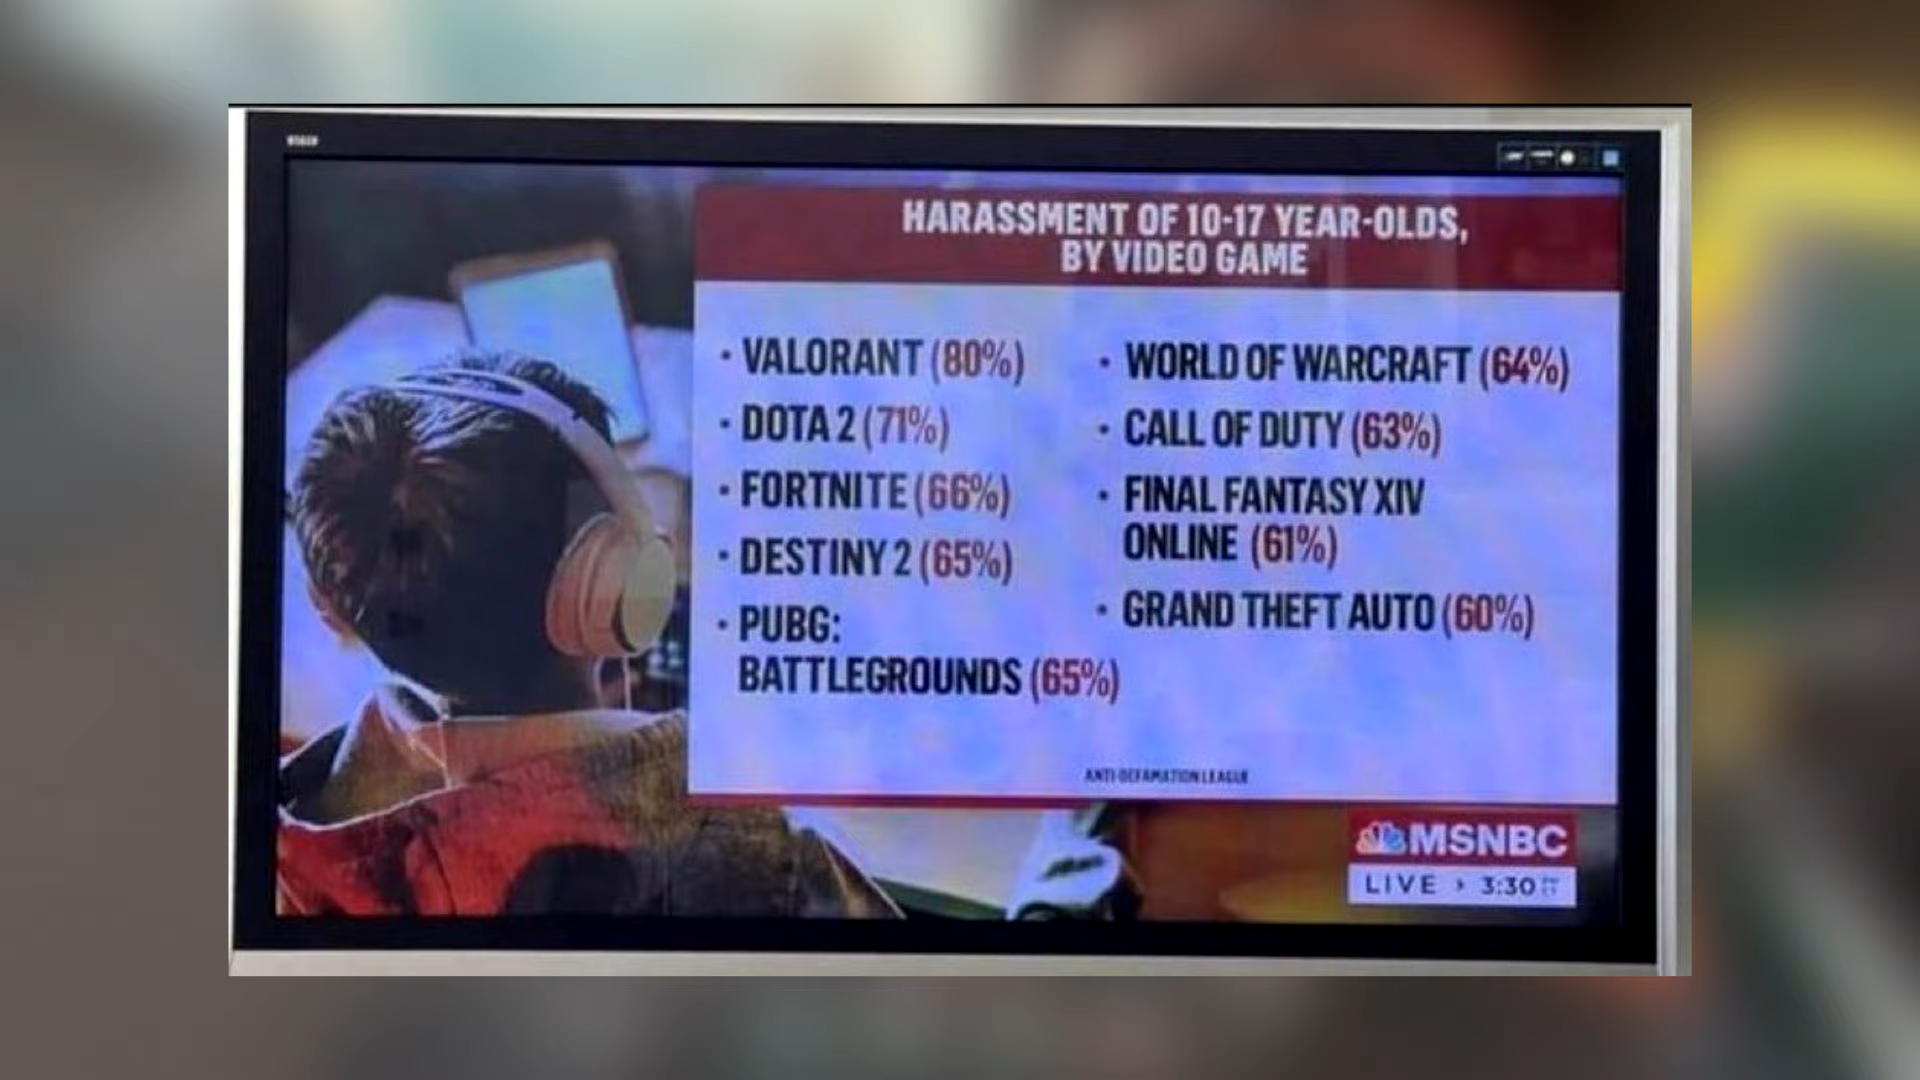 HARASSMENT OF 10-17 YEAR-OLDS,
BY VIDEO GAME
• VALORANT (80%)
• DOTA 2 (71%)
• FORTNITE (66%)
• DESTINY 2 (65%)
• PUBG:
BATTLEGROUNDS (65%)
• WORLD OF WARCRAFT (64%)
• CALL OF DUTY (63%)
• FINAL FANTASY XIV
ONLINE (61%)
• GRAND THEFT AUTO (60%)
ANTI-DEFAMATION LEAGUE
MSNBC
LIVE > 3:30